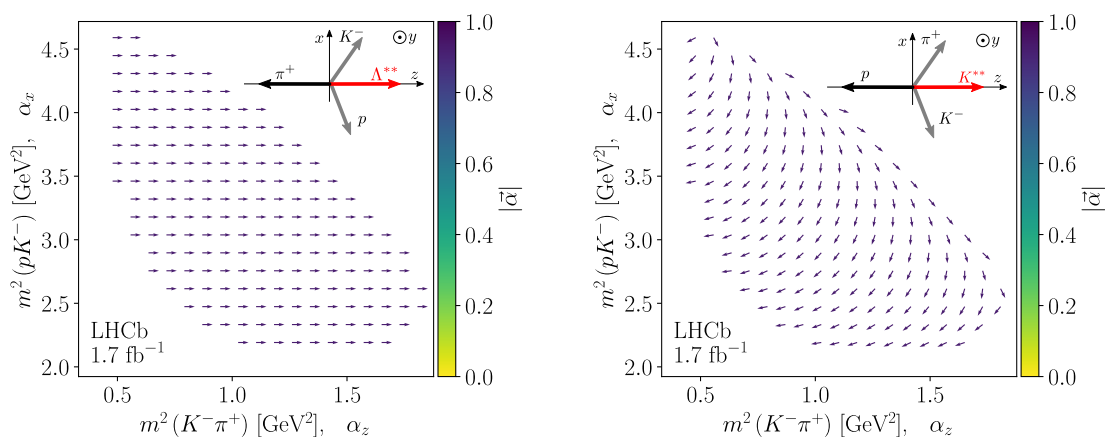 4.5
4.0
3.5
3.0
2.5
2.0
m² (pK⁻) [GeV²], α_x
0.5
1.0
1.5
m² (K⁻π⁺) [GeV²], α_z
LHCb
1.7 fb⁻¹
x
K⁻
y
π⁺
Λ**
z
p
1.0
0.8
0.6
0.4
0.2
0.0
|α⃗|
4.5
4.0
3.5
3.0
2.5
2.0
m² (pK⁻) [GeV²], α_x
0.5
1.0
1.5
m² (K⁻π⁺) [GeV²], α_z
LHCb
1.7 fb⁻¹
x
π⁺
y
p
K**
z
K⁻
1.0
0.8
0.6
0.4
0.2
0.0
|α⃗|